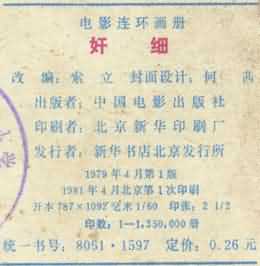 电影连环画册
奸 细
改 编：索 立 封面设计：何 茜
出版者：中国电影出版社
印刷者：北京新华印刷厂
发行者：新华书店北京发行所
1979年4月第1版
1981年4月北京第1次印刷
开本787×1092毫米1/60 印张：2 1/2
印数：1—1,350,000册
统一书号：8061·1597 定价：0.26元